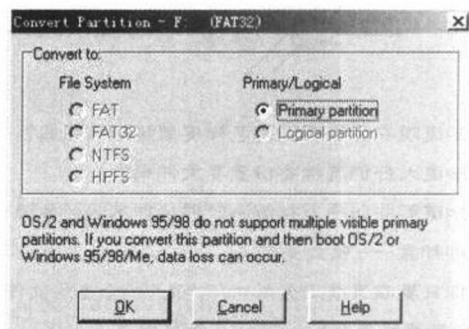 Convert Partition - F: (FAT32)
Convert to:
File System
Primary/Logical
FAT
Primary partition
FAT32
Logical partition
NTFS
HPFS
OS/2 and Windows 95/98 do not support multiple visible primary
partitions. If you convert this partition and then boot OS/2 or
Windows 95/98/Me, data loss can occur.
OK
Cancel
Help